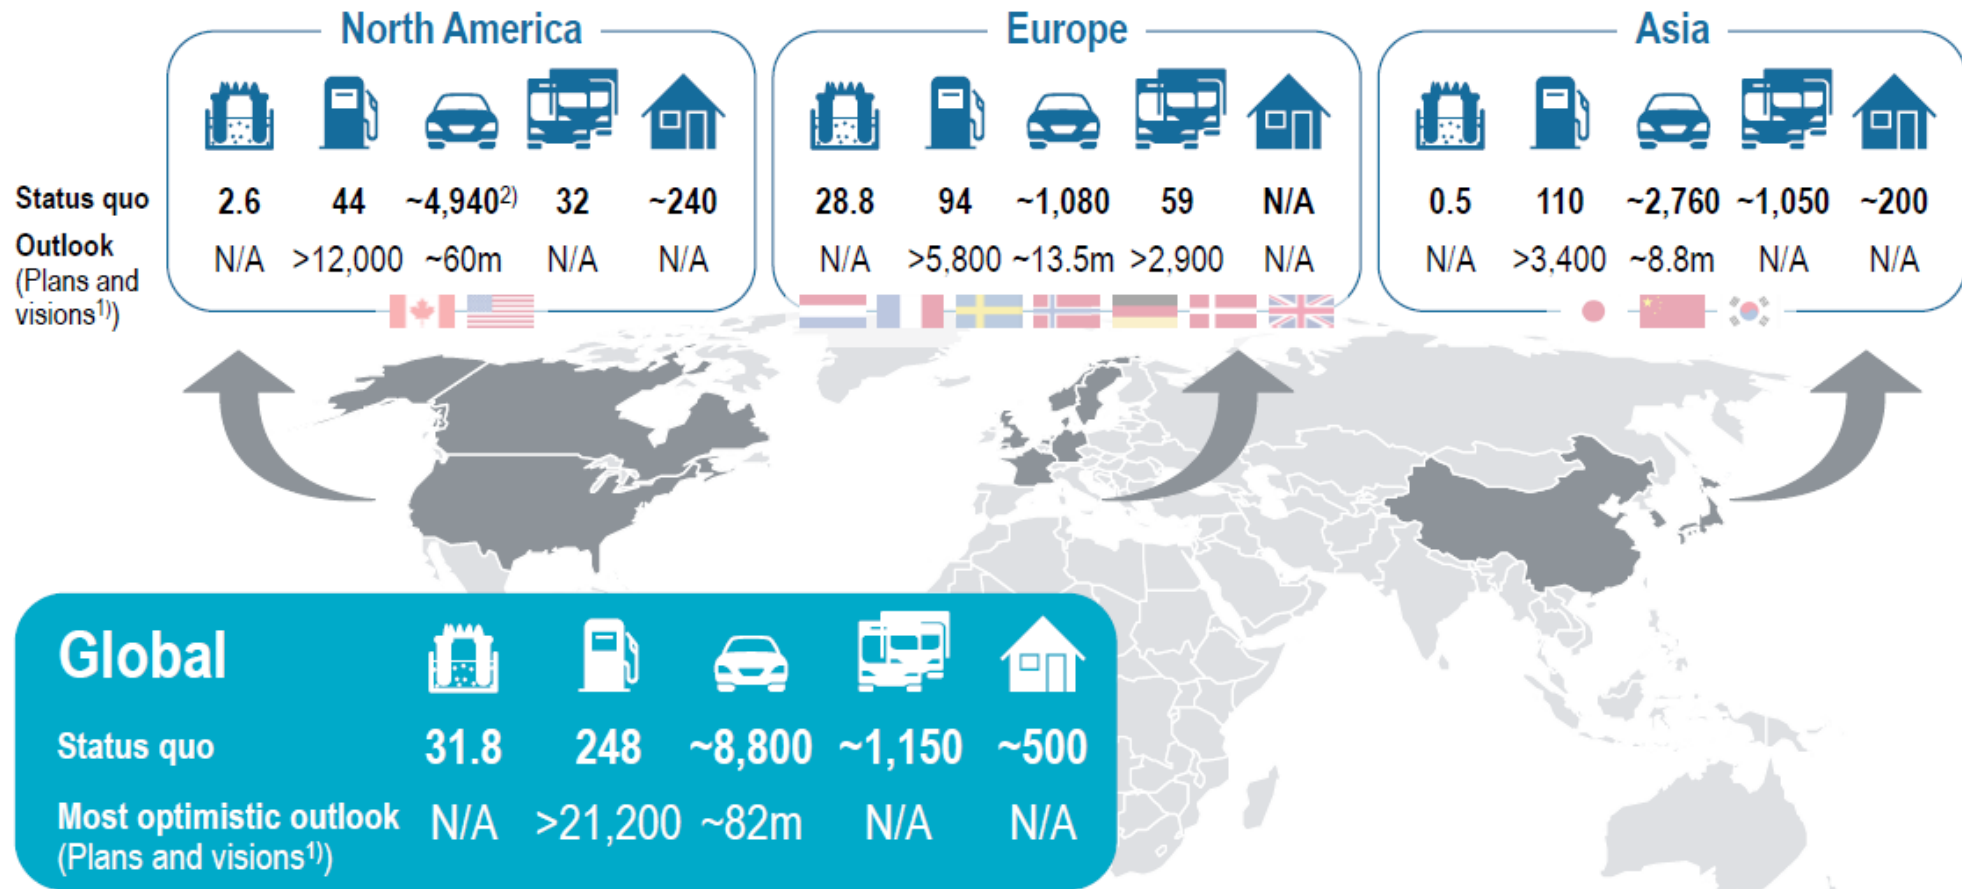 North America
Europe
Asia
Status quo
2.6 44 ~4,940²⁾ 32 ~240
28.8 94 ~1,080 59 N/A
0.5 110 ~2,760 ~1,050 ~200
Outlook
(Plans and
visions¹⁾)
N/A >12,000 ~60m N/A N/A
N/A >5,800 ~13.5m >2,900 N/A
N/A >3,400 ~8.8m N/A N/A
Global
Status quo 31.8 248 ~8,800 ~1,150 ~500
Most optimistic outlook N/A >21,200 ~82m N/A N/A
(Plans and visions¹⁾)